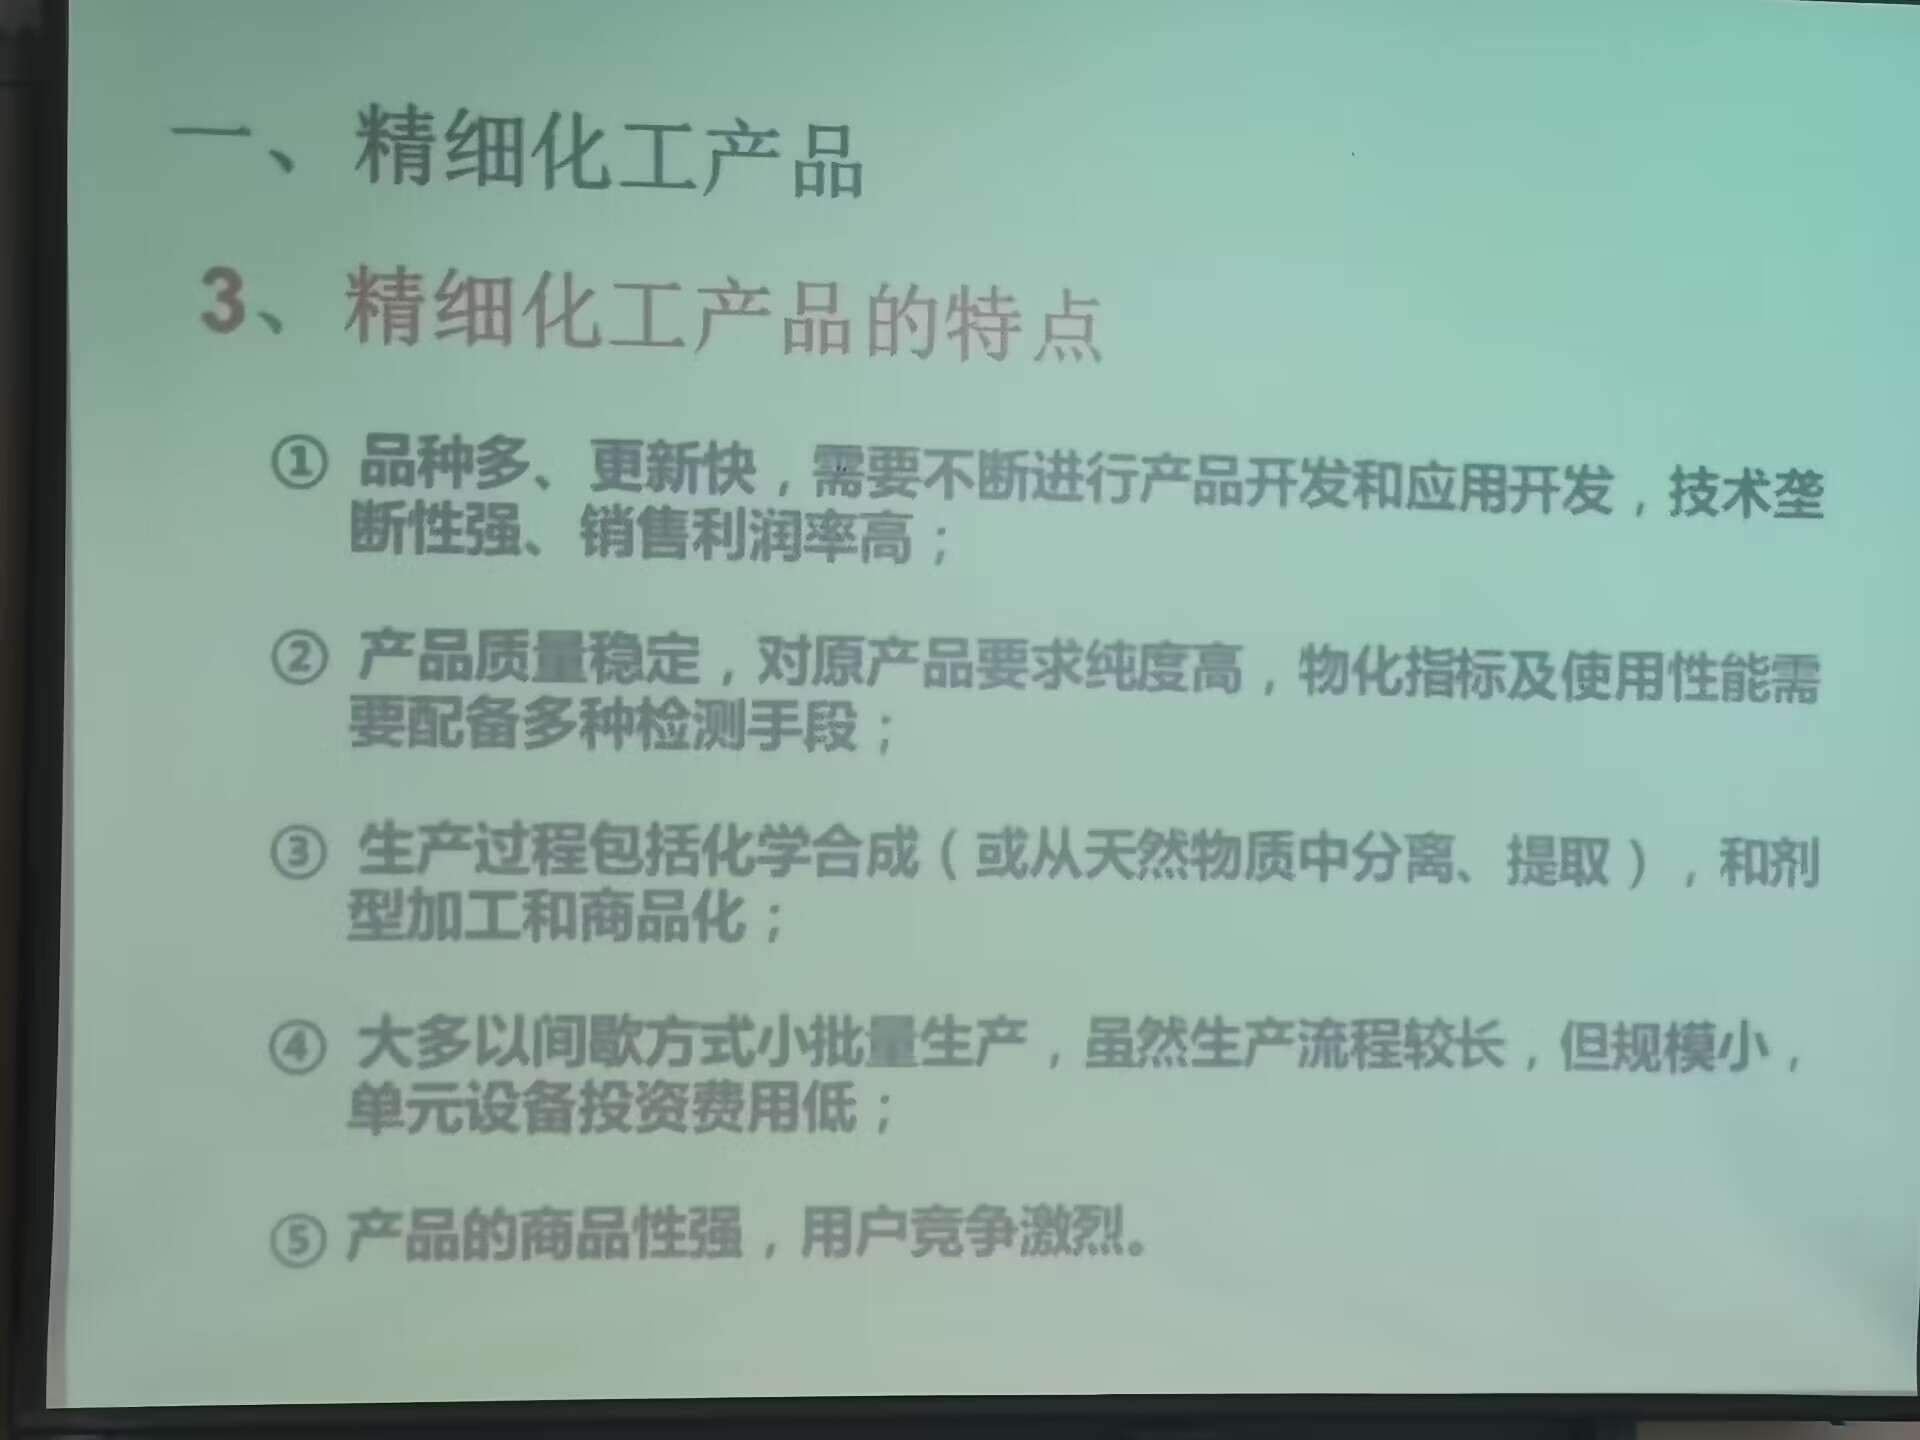 一、精细化工产品
3、精细化工产品的特点
① 品种多、更新快，需要不断进行产品开发和应用开发，技术垄
断性强、销售利润率高；
② 产品质量稳定，对原产品要求纯度高，物化指标及使用性能需
要配备多种检测手段；
③ 生产过程包括化学合成（或从天然物质中分离、提取），和剂
型加工和商品化；
④ 大多以间歇方式小批量生产，虽然生产流程较长，但规模小，
单元设备投资费用低；
⑤ 产品的商品性强，用户竞争激烈。